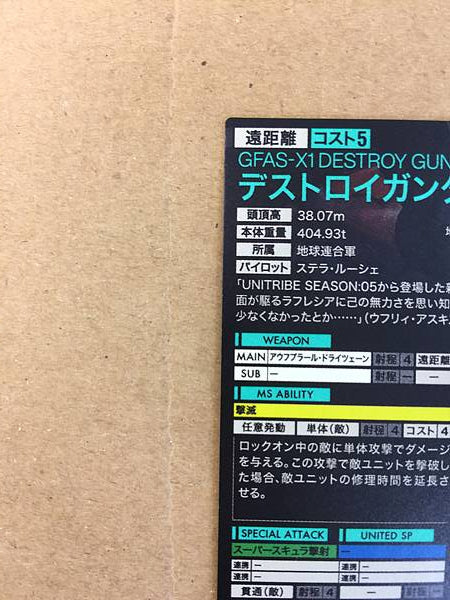 遠距離 コスト5
GFAS-X1 DESTROY GUN
デストロイガンダ
頭頂高 38.07m
本体重量 404.93t
所属 地球連合軍
パイロット ステラ・ルーシェ
「UNITRIBE SEASON:05から登場した新
面が駆るラフレシアに己の無力さを思い知
少なくなかったとか……」(ウフリィ・アスキ
WEAPON
MAIN アウフプラール・ドライツェーン 射程 4 遠距離
SUB ー 射程 ー ー
MS ABILITY
撃滅
任意発動 単体(敵) 射程 4 コスト 4
ロックオン中の敵に単体攻撃でダメージ
を与える。この攻撃で敵ユニットを撃破し
た場合、敵ユニットの修理時間を延長さ
せる。
SPECIAL ATTACK UNITED SP
スーパースキュラ撃射 ー
連携 ー 連携 ー
連携 ー 連携 ー
貫通(敵) 射程 4 ー 射程